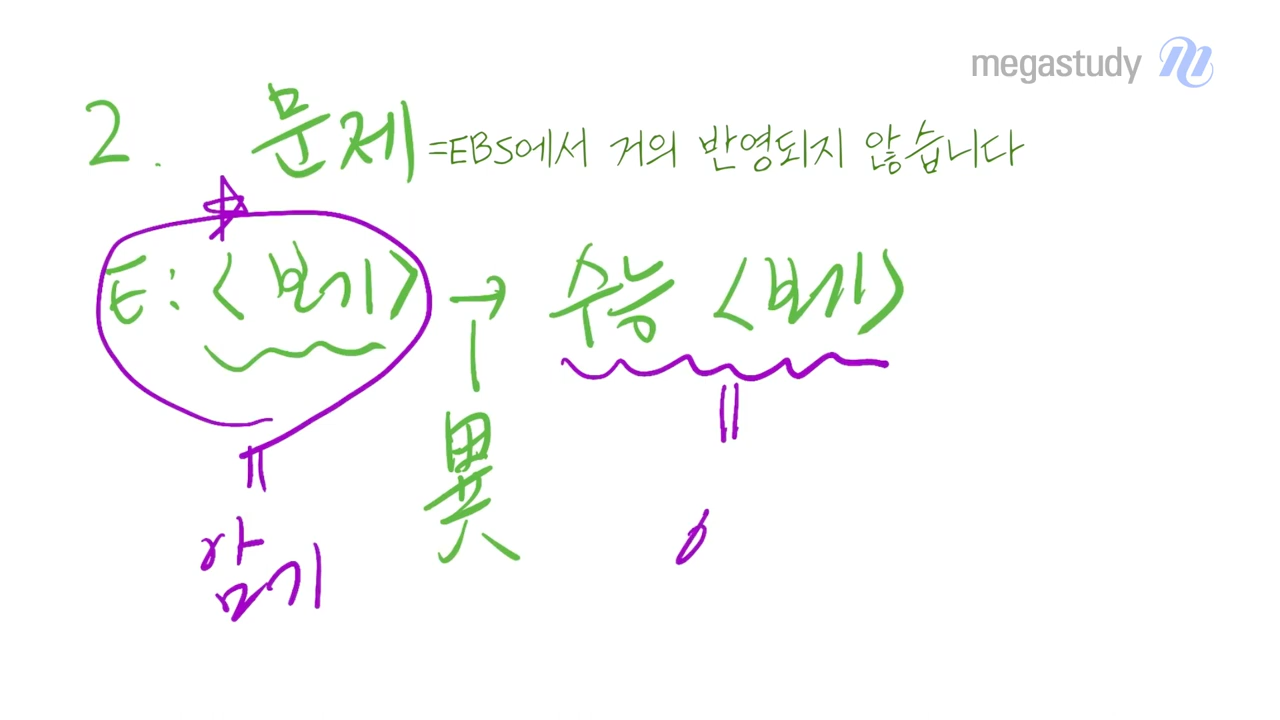 megastudy
2. 문제 =EBS에서 거의 반영되지 않습니다
E: <보기> → 수능 <보기>
異
암기